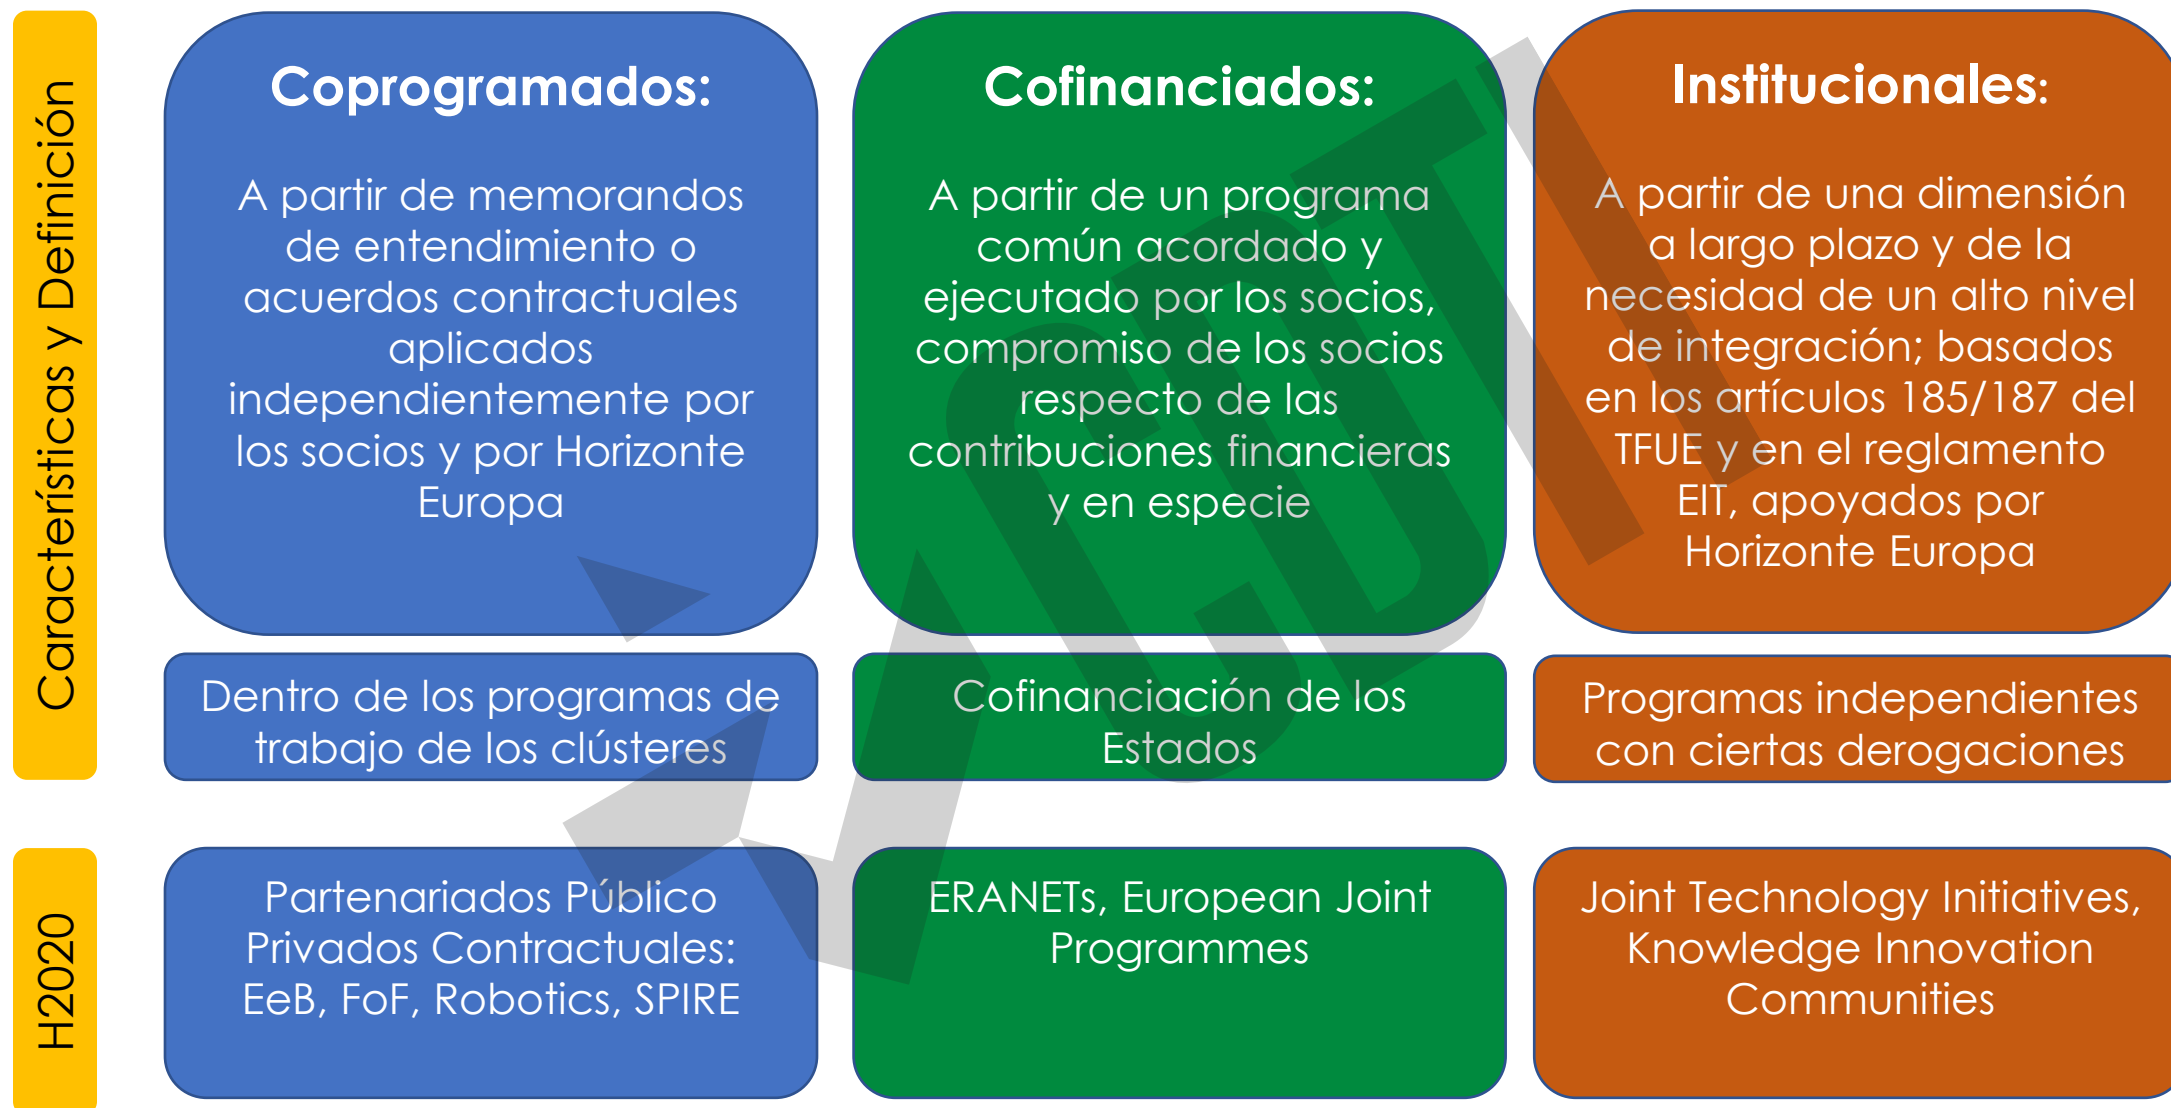 Características y Definición
Coprogramados:
A partir de memorandos
de entendimiento o
acuerdos contractuales
aplicados
independientemente por
los socios y por Horizonte
Europa
Cofinanciados:
A partir de un programa
común acordado y
ejecutado por los socios,
compromiso de los socios
respecto de las
contribuciones financieras
y en especie
Institucionales:
A partir de una dimensión
a largo plazo y de la
necesidad de un alto nivel
de integración; basados
en los artículos 185/187 del
TFUE y en el reglamento
EIT, apoyados por
Horizonte Europa
Dentro de los programas de
trabajo de los clústeres
Cofinanciación de los
Estados
Programas independientes
con ciertas derogaciones
H2020
Partenariados Público
Privados Contractuales:
EeB, FoF, Robotics, SPIRE
ERANETs, European Joint
Programmes
Joint Technology Initiatives,
Knowledge Innovation
Communities
CDTI